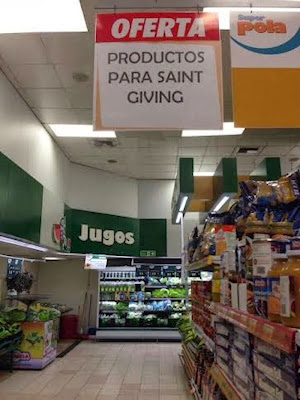 OFERTA
PRODUCTOS
PARA SAINT
GIVING
Super
Pola
Jugos